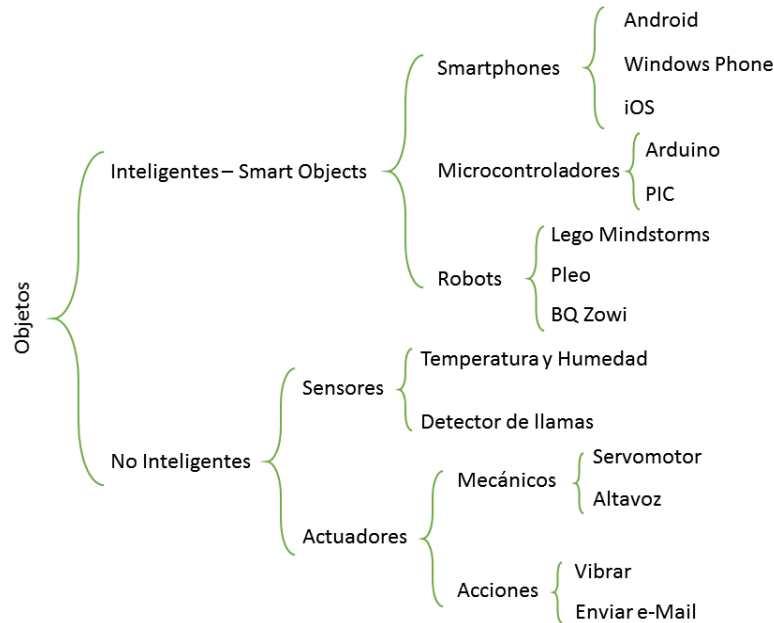 Objetos
Inteligentes – Smart Objects
Smartphones
Android
Windows Phone
iOS
Microcontroladores
Arduino
PIC
Robots
Lego Mindstorms
Pleo
BQ Zowi
No Inteligentes
Sensores
Temperatura y Humedad
Detector de llamas
Actuadores
Mecánicos
Servomotor
Altavoz
Acciones
Vibrar
Enviar e-Mail